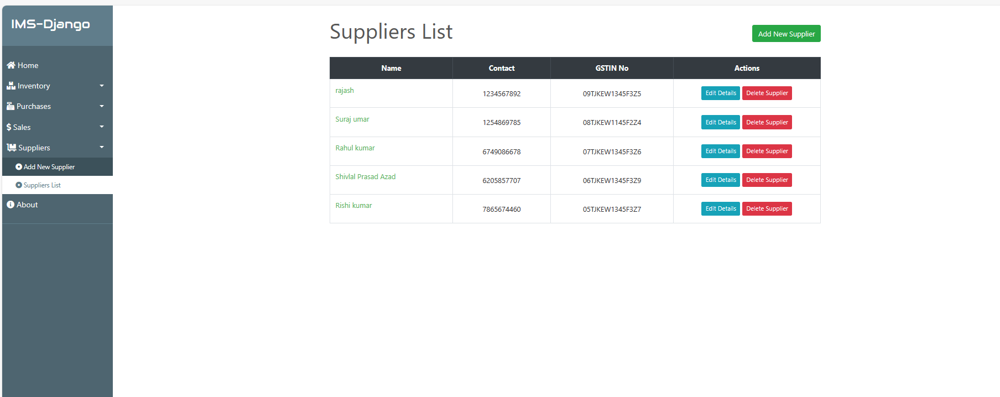 IMS-Django
Home
Inventory
Purchases
Sales
Suppliers
Add New Supplier
Suppliers List
About
Suppliers List
Add New Supplier
Name Contact GSTIN No Actions
rajash 1234567892 09TJKEW1345F3Z5 Edit Details Delete Supplier
Suraj umar 1254869785 08TJKEW1145F2Z4 Edit Details Delete Supplier
Rahul kumar 6749086678 07TJKEW1345F3Z6 Edit Details Delete Supplier
Shivlal Prasad Azad 6205857707 06TJKEW1345F3Z9 Edit Details Delete Supplier
Rishi kumar 7865674460 05TJKEW1345F3Z7 Edit Details Delete Supplier